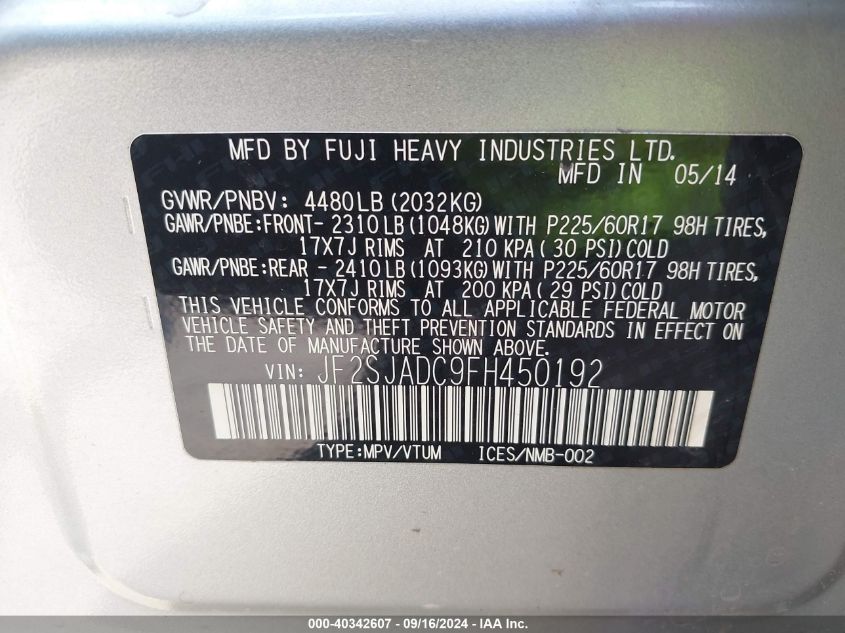 MFD BY FUJI HEAVY INDUSTRIES LTD.
MFD IN 05/14
GVWR/PNBV: 4480LB (2032KG)
GAWR/PNBE:FRONT- 2310LB (1048KG) WITH P225/60R17 98H TIRES,
17X7J RIMS AT 210 KPA ( 30 PSI) COLD
GAWR/PNBE:REAR - 2410LB (1093KG) WITH P225/60R17 98H TIRES,
17X7J RIMS AT 200 KPA ( 29 PSI) COLD
THIS VEHICLE CONFORMS TO ALL APPLICABLE FEDERAL MOTOR
VEHICLE SAFETY AND THEFT PREVENTION STANDARDS IN EFFECT ON
THE DATE OF MANUFACTURE SHOWN ABOVE.
VIN: JF2SJADC9FH450192
TYPE:MPV/VTUM ICES/NMB-002
000-40342607 - 09/16/2024 - IAA Inc.